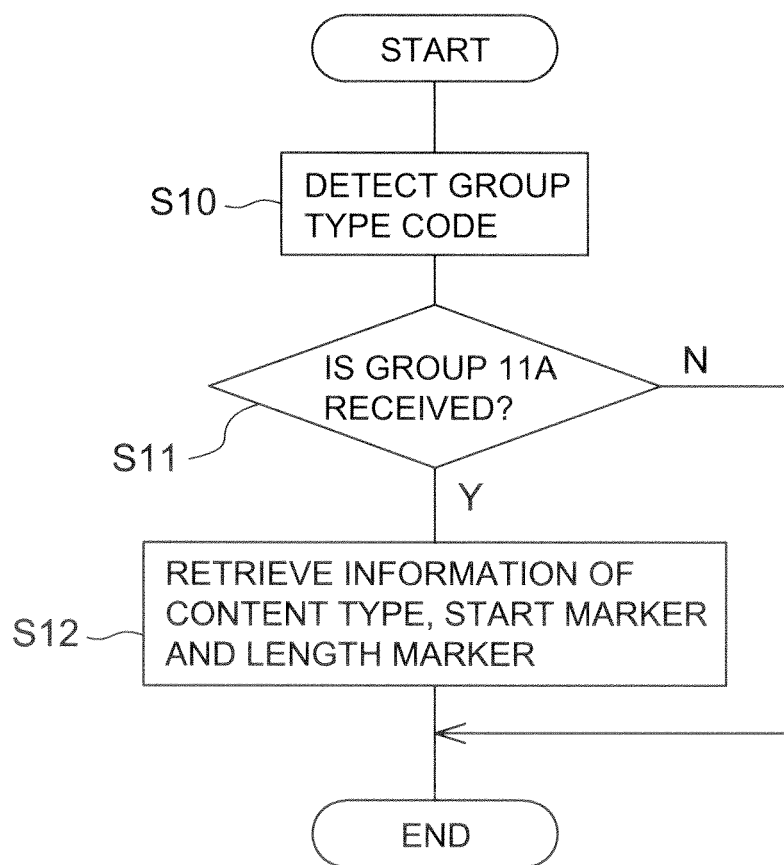 START
S10
DETECT GROUP
TYPE CODE
IS GROUP 11A
RECEIVED?
N
S11
Y
RETRIEVE INFORMATION OF
CONTENT TYPE, START MARKER
AND LENGTH MARKER
S12
END